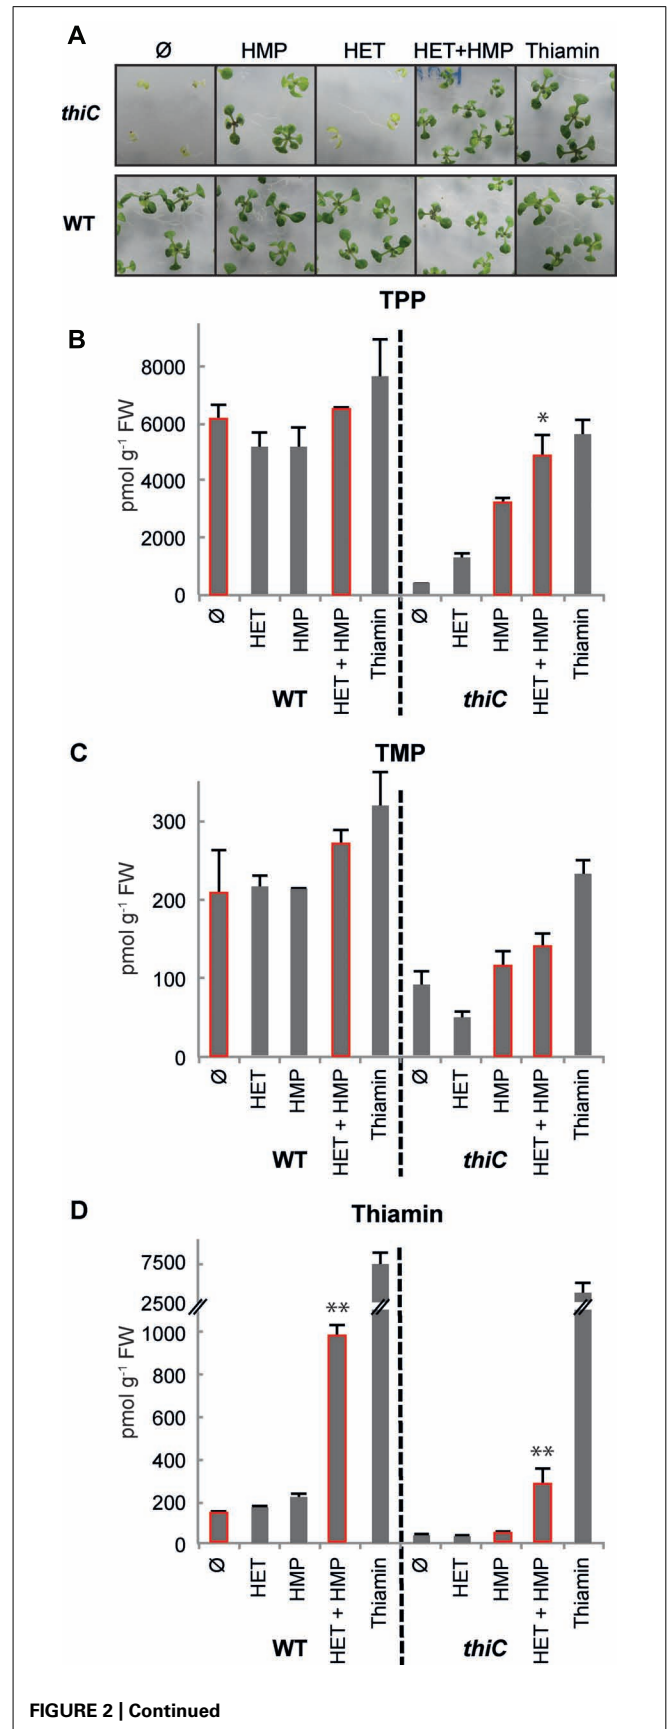 A
Ø HMP HET HET+HMP Thiamin
thiC
WT
TPP
B
8000
6000
4000
2000
0
pmol g⁻¹ FW
*
Ø HET HMP HET + HMP Thiamin Ø HET HMP HET + HMP Thiamin
WT thiC
C
TMP
300
200
100
0
pmol g⁻¹ FW
Ø HET HMP HET + HMP Thiamin Ø HET HMP HET + HMP Thiamin
WT thiC
D
Thiamin
7500
2500
1000
800
600
400
200
0
pmol g⁻¹ FW
**
**
Ø HET HMP HET + HMP Thiamin Ø HET HMP HET + HMP Thiamin
WT thiC
FIGURE 2 | Continued